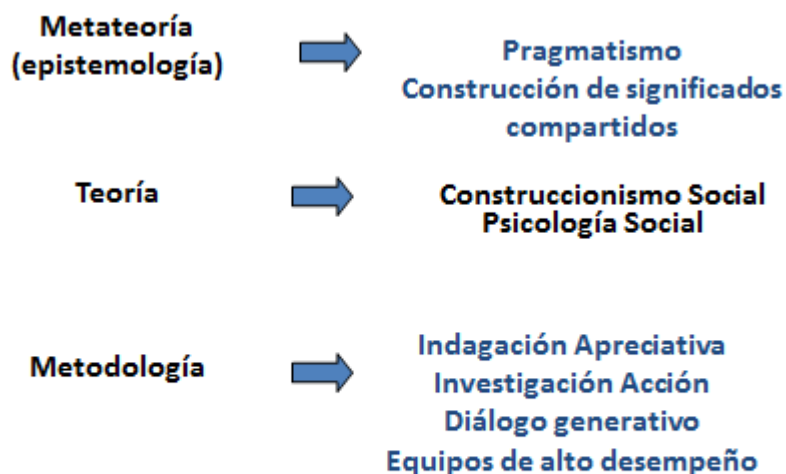 Metateoría
(epistemología)
Pragmatismo
Construcción de significados
compartidos
Teoría
Construccionismo Social
Psicología Social
Metodología
Indagación Apreciativa
Investigación Acción
Diálogo generativo
Equipos de alto desempeño